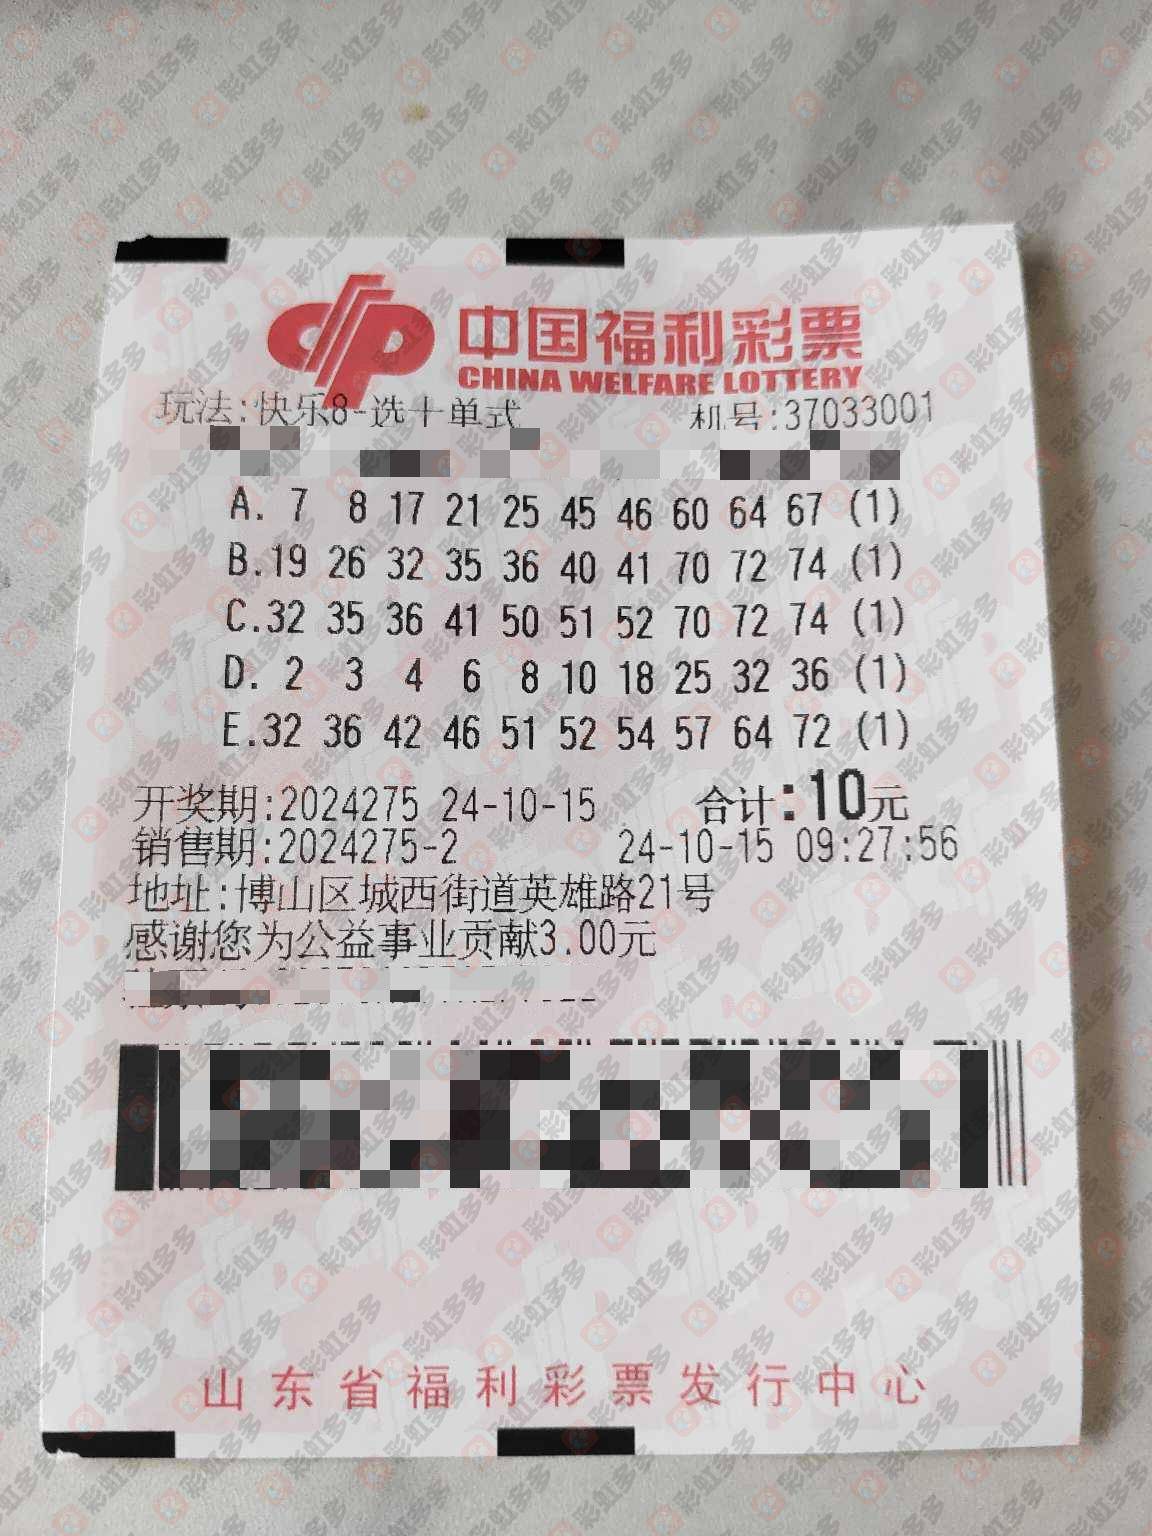 中国福利彩票
CHINA WELFARE LOTTERY
玩法:快乐8-选十单式 机号:37033001
A. 7 8 17 21 25 45 46 60 64 67 (1)
B.19 26 32 35 36 40 41 70 72 74 (1)
C.32 35 36 41 50 51 52 70 72 74 (1)
D. 2 3 4 6 8 10 18 25 32 36 (1)
E.32 36 42 46 51 52 54 57 64 72 (1)
开奖期:2024275 24-10-15 合计:10元
销售期:2024275-2 24-10-15 09:27:56
地址:博山区城西街道英雄路21号
感谢您为公益事业贡献3.00元
山东省福利彩票发行中心
彩虹多多